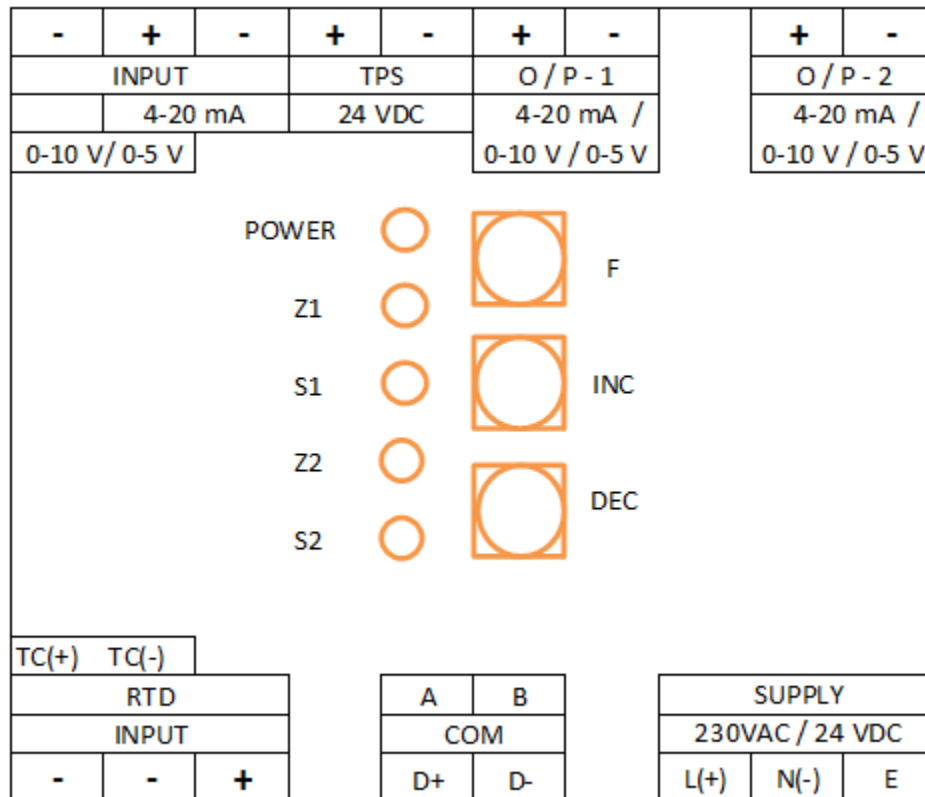 - + - + - + - + -
INPUT TPS O / P - 1 O / P - 2
4-20 mA 24 VDC 4-20 mA / 4-20 mA /
0-10 V/ 0-5 V 0-10 V / 0-5 V 0-10 V / 0-5 V
POWER
F
Z1
S1 INC
Z2
DEC
S2
TC(+) TC(-)
RTD A B SUPPLY
INPUT COM 230VAC / 24 VDC
- - + D+ D- L(+) N(-) E